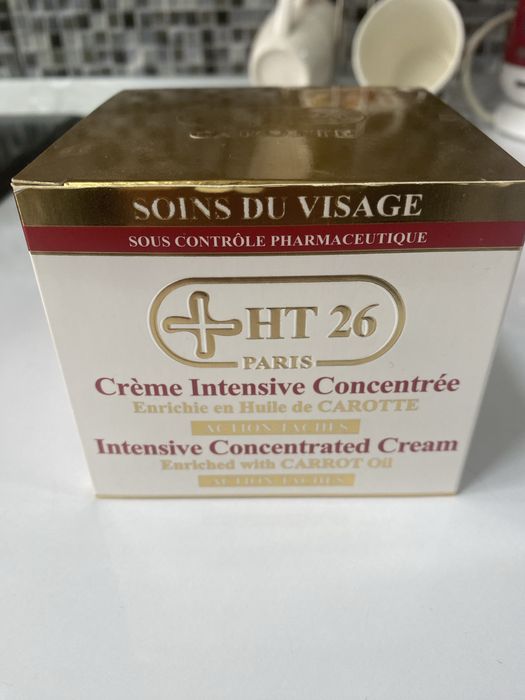 SOINS DU VISAGE
SOUS CONTRÔLE PHARMACEUTIQUE
HT 26
PARIS
Crème Intensive Concentrée
Enrichie en Huile de CAROTTE
ACTION TACHES
Intensive Concentrated Cream
Enriched with CARROT Oil
ACTION TACHES